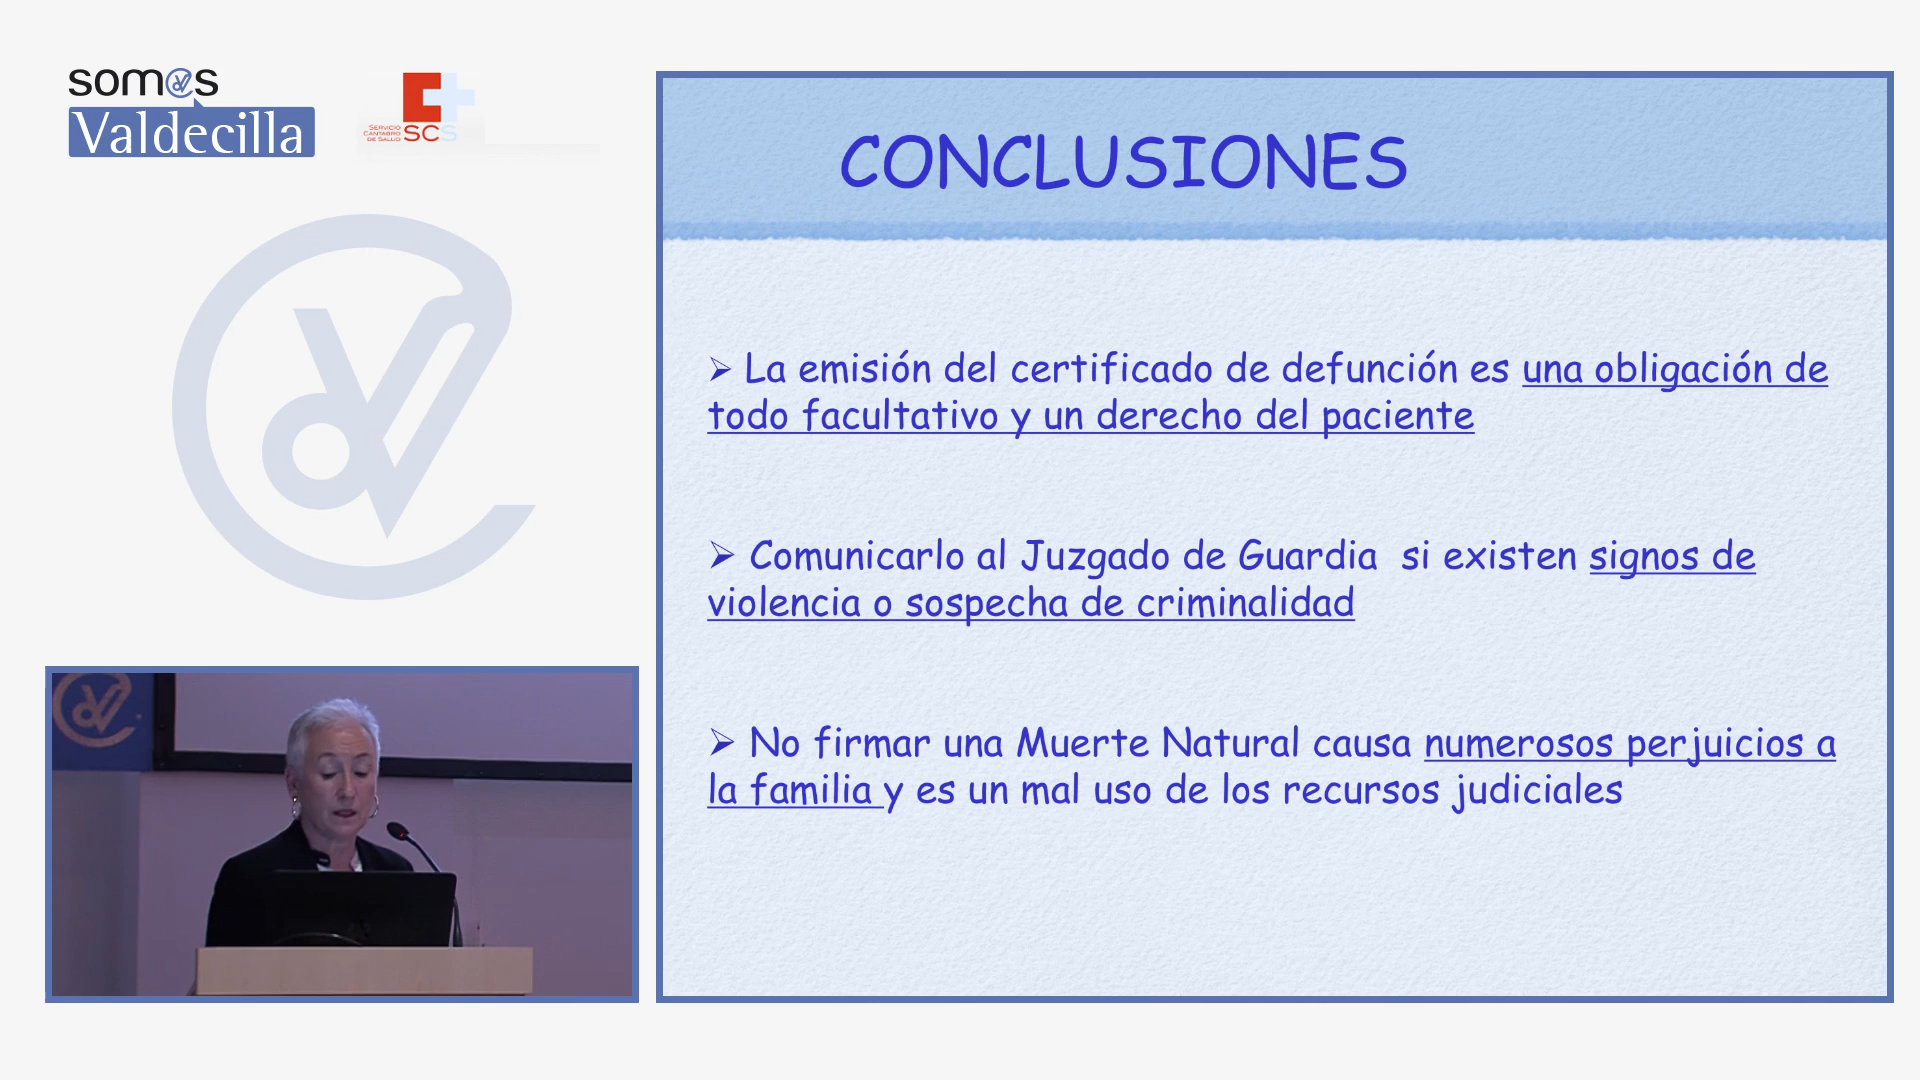 som@s
Valdecilla
SERVICIO
CÁNTABRO
DE SALUD
SCS
CONCLUSIONES
➢ La emisión del certificado de defunción es una obligación de
todo facultativo y un derecho del paciente
➢ Comunicarlo al Juzgado de Guardia si existen signos de
violencia o sospecha de criminalidad
➢ No firmar una Muerte Natural causa numerosos perjuicios a
la familia y es un mal uso de los recursos judiciales